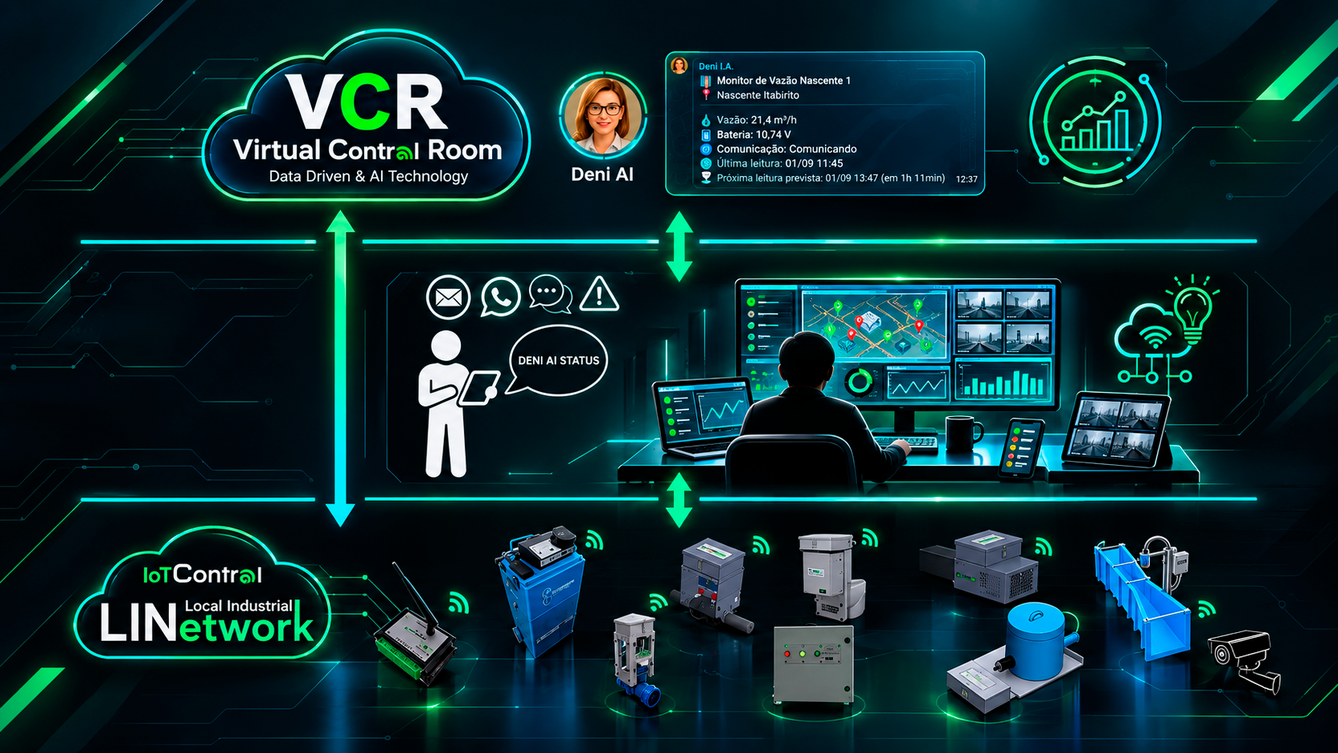 VCR
Virtual Control Room
Data Driven & AI Technology
Deni AI
Deni I.A.
Monitor de Vazão Nascente 1
Nascente Itabirito
Vazão: 21,4 m³/h
Bateria: 10,74 V
Comunicação: Comunicando
Última leitura: 01/09 11:45
Próxima leitura prevista: 01/09 13:47 (em 1h 11min)
12:37
DENI AI STATUS
IoTControl
Local Industrial
LINetwork